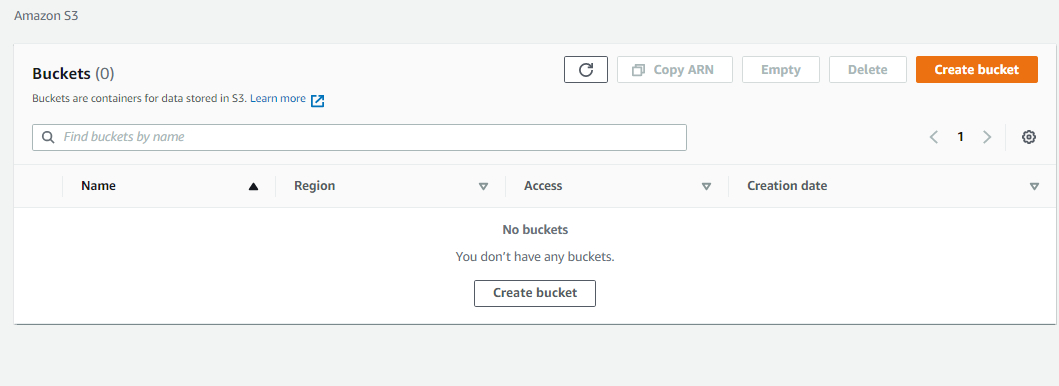 Amazon S3
Buckets (0)
Copy ARN
Empty
Delete
Create bucket
Buckets are containers for data stored in S3. Learn more
Find buckets by name
1
Name
Region
Access
Creation date
No buckets
You don’t have any buckets.
Create bucket